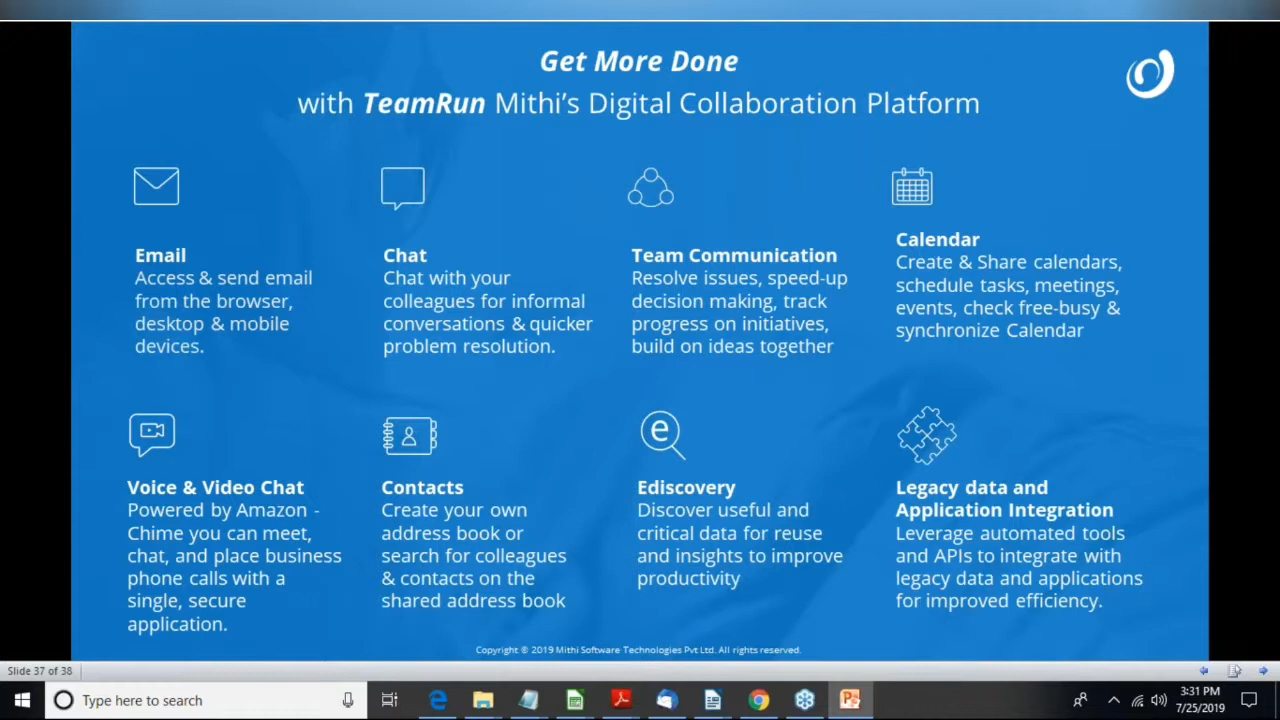 Get More Done
with TeamRun Mithi’s Digital Collaboration Platform
Email
Access & send email
from the browser,
desktop & mobile
devices.
Chat
Chat with your
colleagues for informal
conversations & quicker
problem resolution.
Team Communication
Resolve issues, speed-up
decision making, track
progress on initiatives,
build on ideas together
Calendar
Create & Share calendars,
schedule tasks, meetings,
events, check free-busy &
synchronize Calendar
Voice & Video Chat
Powered by Amazon -
Chime you can meet,
chat, and place business
phone calls with a
single, secure
application.
Contacts
Create your own
address book or
search for colleagues
& contacts on the
shared address book
e
Ediscovery
Discover useful and
critical data for reuse
and insights to improve
productivity
Legacy data and
Application Integration
Leverage automated tools
and APIs to integrate with
legacy data and applications
for improved efficiency.
Copyright © 2019 Mithi Software Technologies Pvt Ltd. All rights reserved.
Slide 37 of 38
Type here to search
3:31 PM
7/25/2019